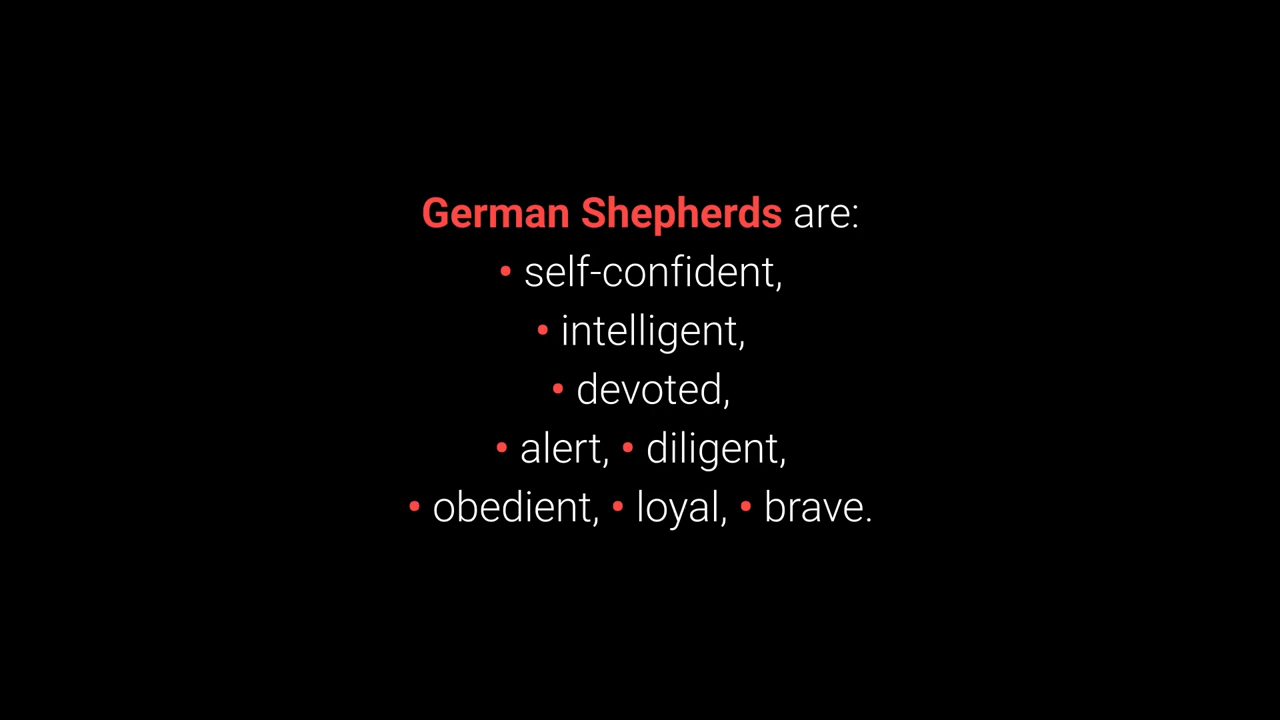 German Shepherds are:
• self-confident,
• intelligent,
• devoted,
• alert, • diligent,
• obedient, • loyal, • brave.